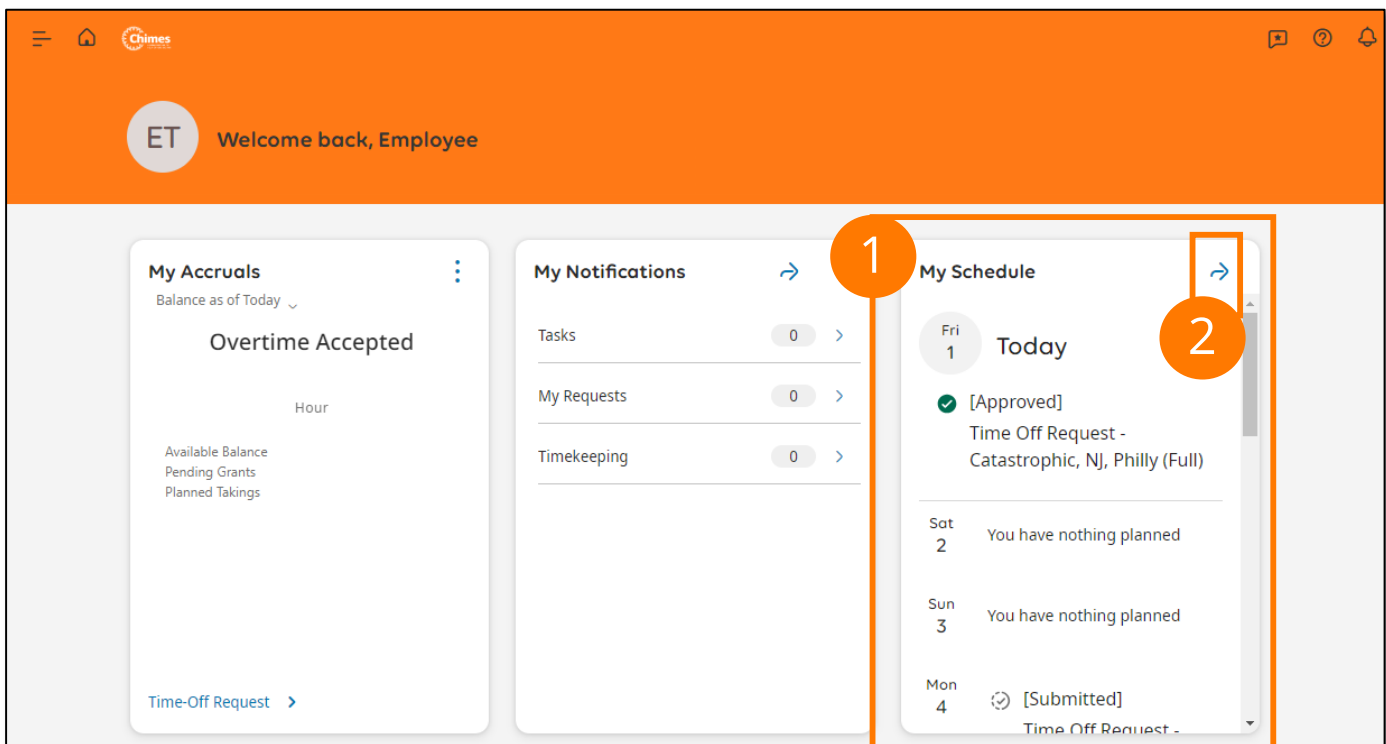 Chimes
ET
Welcome back, Employee
My Accruals
Balance as of Today
Overtime Accepted
Hour
Available Balance
Pending Grants
Planned Takings
Time-Off Request
My Notifications
Tasks 0
My Requests 0
Timekeeping 0
1
My Schedule
2
Fri
1
Today
[Approved]
Time Off Request -
Catastrophic, NJ, Philly (Full)
Sat
2
You have nothing planned
Sun
3
You have nothing planned
Mon
4
[Submitted]
Time Off Request -